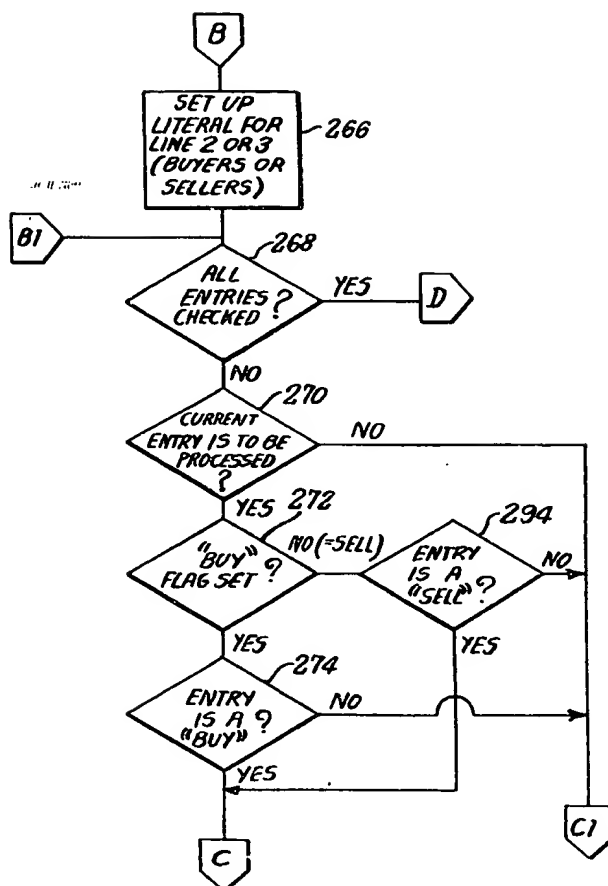 B
SET UP
LITERAL FOR
LINE 2 OR 3
(BUYERS OR
SELLERS)
266
B1
268
ALL
ENTRIES
CHECKED ?
YES
D
NO
270
CURRENT
ENTRY IS TO BE
PROCESSED
?
NO
YES
272
"BUY" ?
FLAG SET
NO (=SELL)
294
ENTRY
IS A ?
"SELL"
NO
YES
YES
274
ENTRY
IS A ?
"BUY"
NO
YES
C
C1